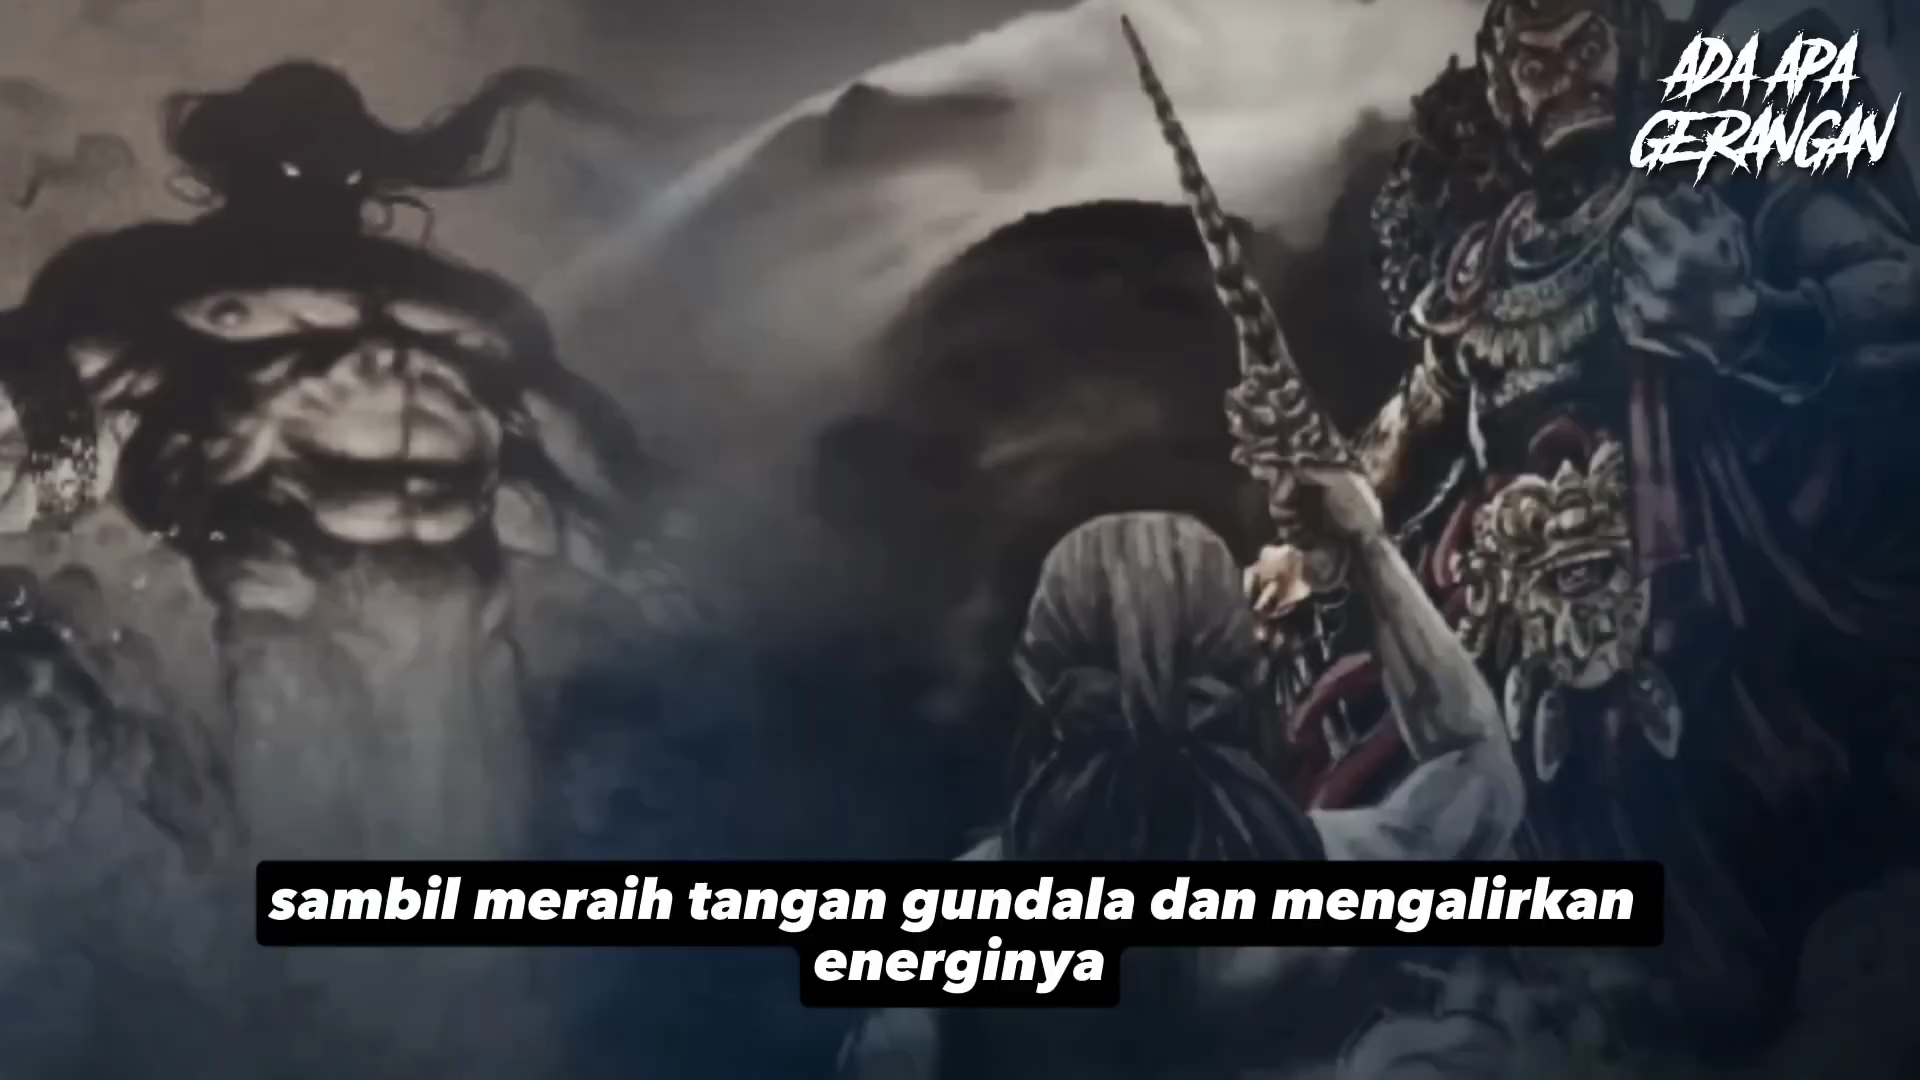 ADA APA
GERANGAN
sambil meraih tangan gundala dan mengalirkan
energinya